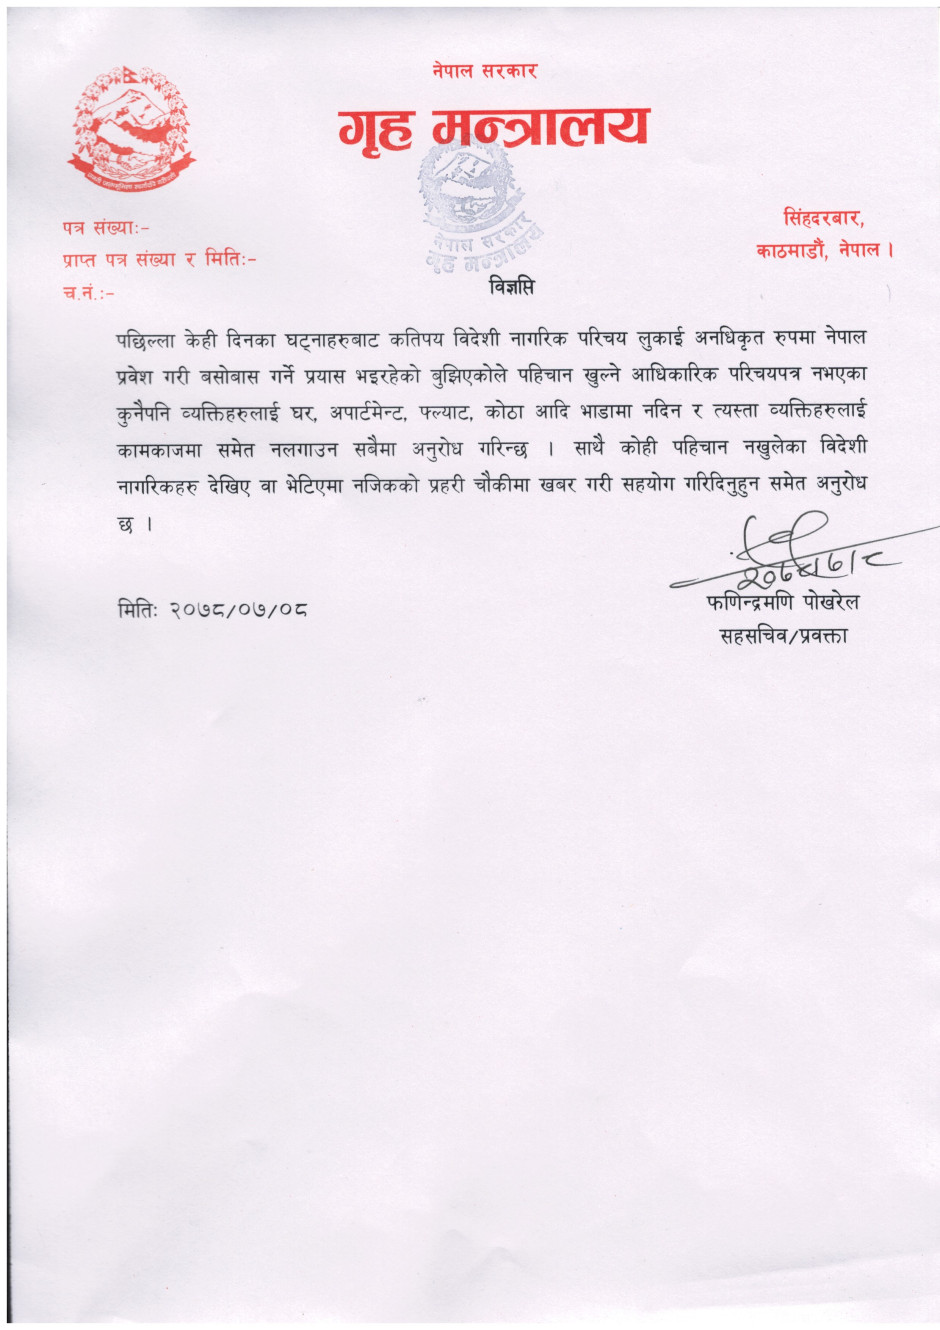 नेपाल सरकार
गृह मन्त्रालय
नेपाल सरकार
गृह मन्त्रालय
पत्र संख्याः-
प्राप्त पत्र संख्या र मितिः-
च.नं.:-
सिंहदरबार,
काठमाडौं, नेपाल ।
विज्ञप्ति
पछिल्ला केही दिनका घट्नाहरुबाट कतिपय विदेशी नागरिक परिचय लुकाई अनधिकृत रुपमा नेपाल
प्रवेश गरी बसोबास गर्ने प्रयास भइरहेको बुझिएकोले पहिचान खुल्ने आधिकारिक परिचयपत्र नभएका
कुनैपनि व्यक्तिहरुलाई घर, अपार्टमेन्ट, फ्ल्याट, कोठा आदि भाडामा नदिन र त्यस्ता व्यक्तिहरुलाई
कामकाजमा समेत नलगाउन सबैमा अनुरोध गरिन्छ । साथै कोही पहिचान नखुलेका विदेशी
नागरिकहरु देखिए वा भेटिएमा नजिकको प्रहरी चौकीमा खबर गरी सहयोग गरिदिनुहुन समेत अनुरोध
छ ।
२०७८/७/८
मितिः २०७८/०७/०८
फणिन्द्रमणि पोखरेल
सहसचिव/प्रवक्ता